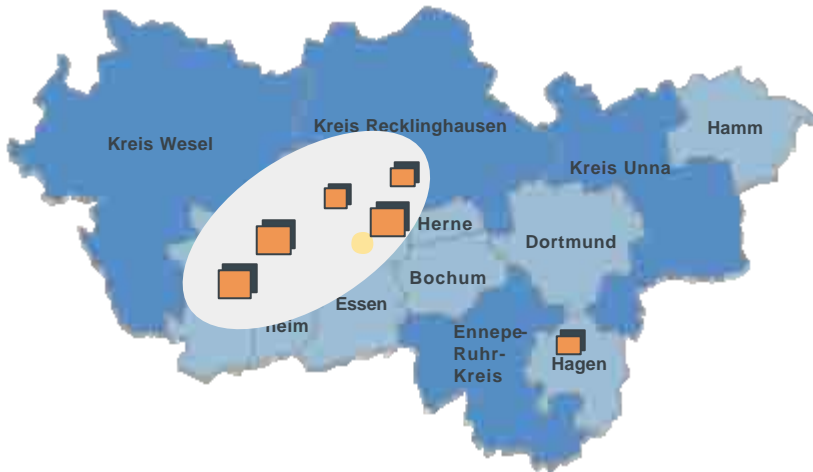 Hamm
Kreis Recklinghausen
Kreis Wesel
Kreis Unna
Herne
Dortmund
Bochum
Essen
heim
Ennepe-
Ruhr-
Kreis
Hagen